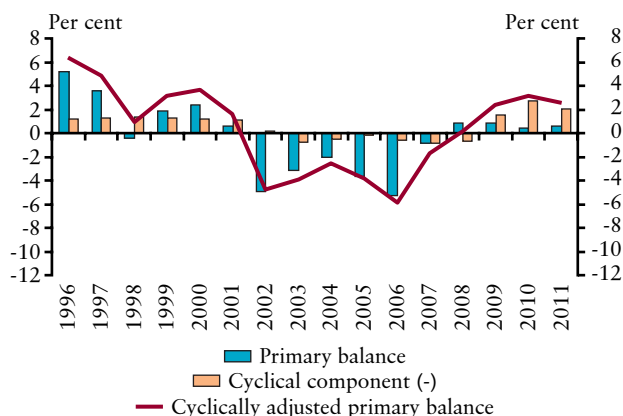 Per cent Per cent
8 8
6 6
4 4
2 2
0 0
-2 -2
-4 -4
-6 -6
-8 -8
-10 -10
-12 -12
1996 1997 1998 1999 2000 2001 2002 2003 2004 2005 2006 2007 2008 2009 2010 2011
Primary balance
Cyclical component (-)
Cyclically adjusted primary balance